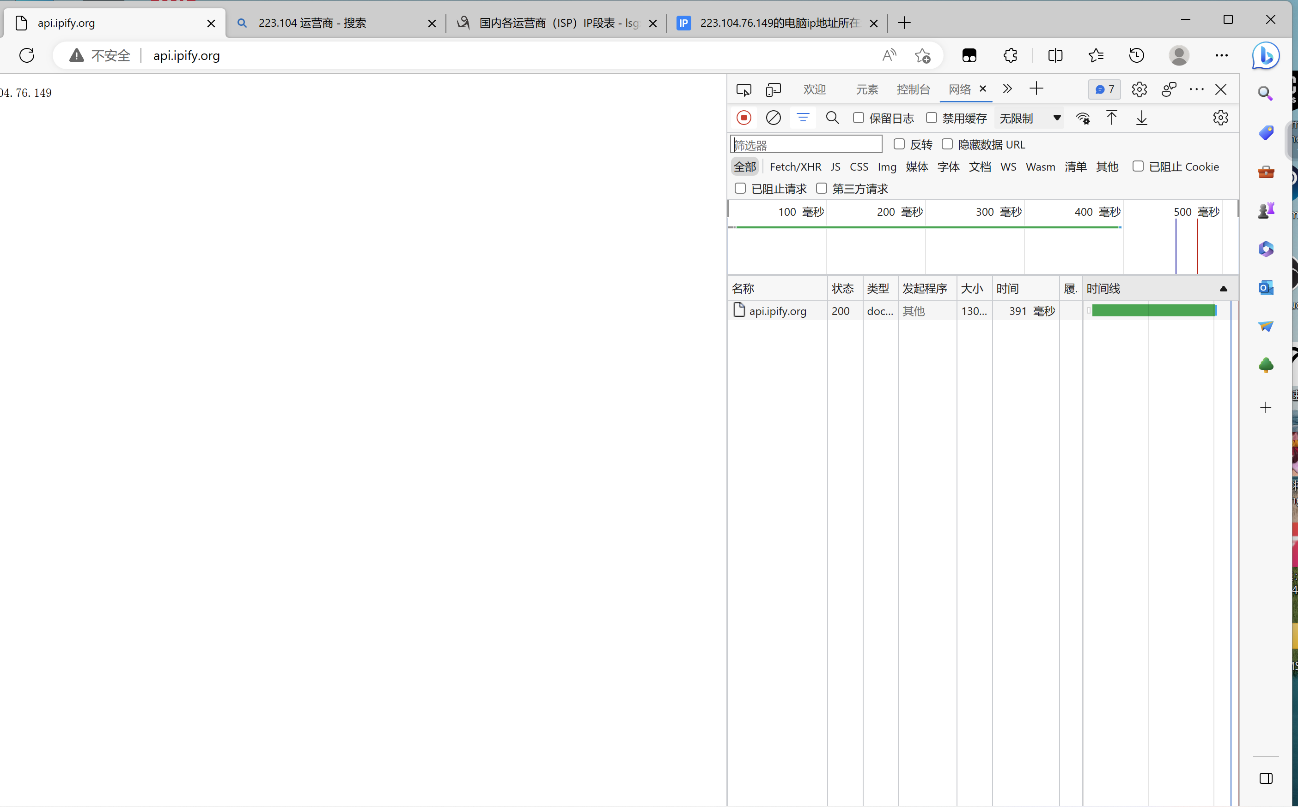 api.ipify.org
223.104 运营商 - 搜索
国内各运营商（ISP）IP段表 - lsg
IP 223.104.76.149的电脑ip地址所在
不安全 api.ipify.org
04.76.149
欢迎 元素 控制台 网络 7
保留日志 禁用缓存 无限制
筛选器 反转 隐藏数据 URL
全部 Fetch/XHR JS CSS Img 媒体 字体 文档 WS Wasm 清单 其他 已阻止 Cookie
已阻止请求 第三方请求
100 毫秒 200 毫秒 300 毫秒 400 毫秒 500 毫秒
名称 状态 类型 发起程序 大小 时间 履. 时间线
api.ipify.org 200 doc... 其他 130... 391 毫秒